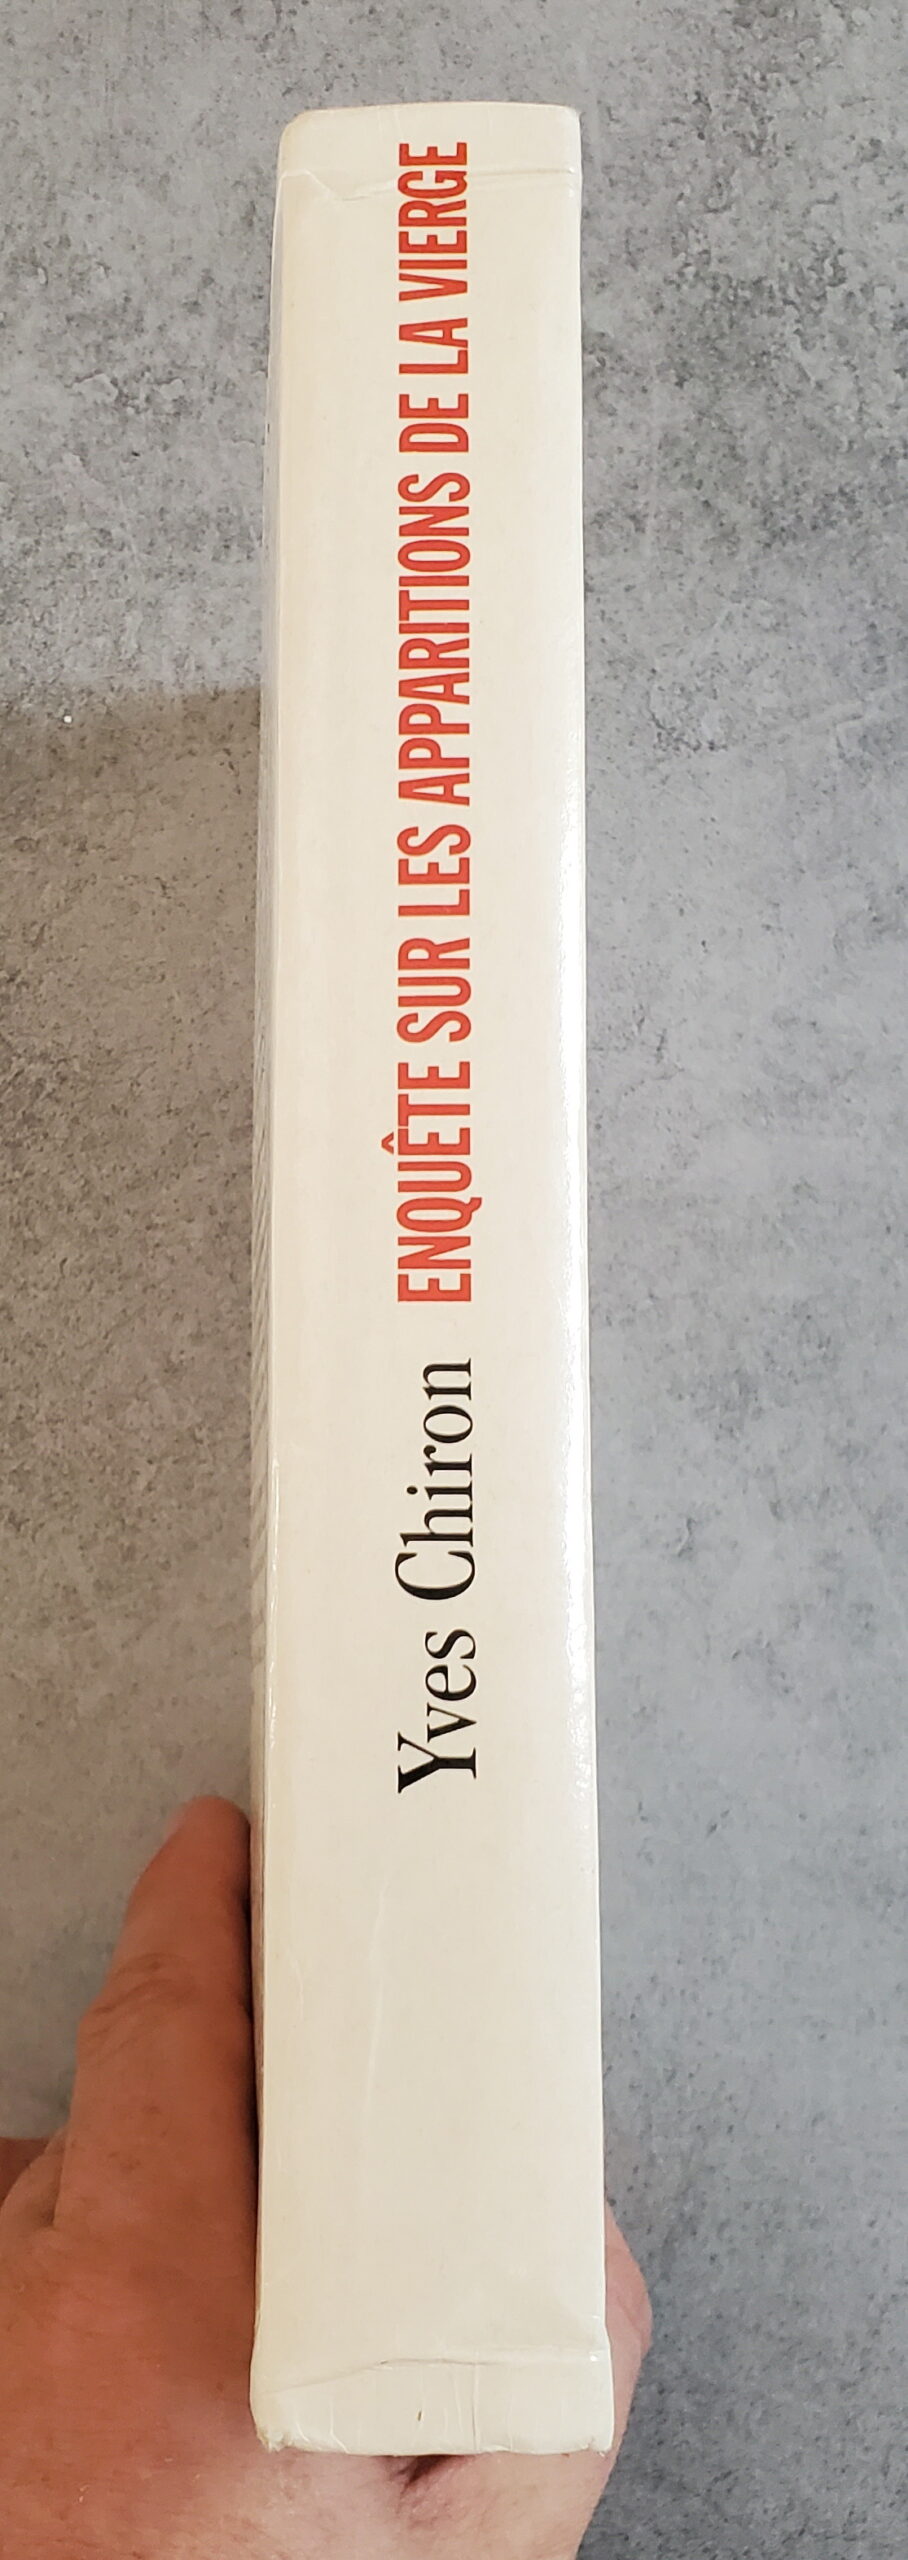 Yves Chiron ENQUÊTE SUR LES APPARITIONS DE LA VIERGE